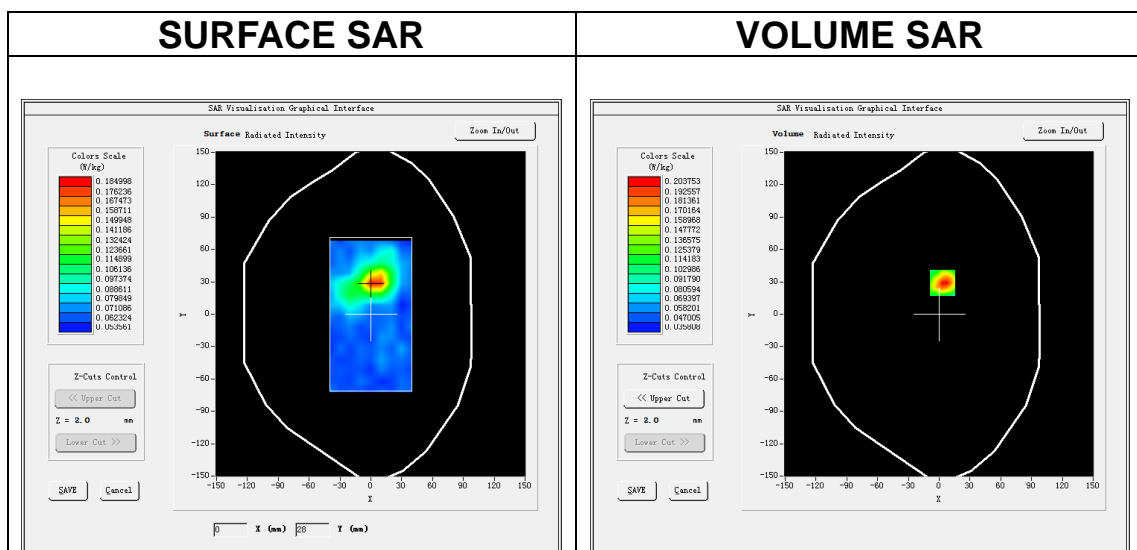 SURFACE SAR
VOLUME SAR
SAR Visualisation Graphical Interface
Surface Radiated Intensity
Zoom In/Out
Colors Scale
(W/kg)
0.184998
0.176236
0.167473
0.158711
0.149948
0.141186
0.132424
0.123661
0.114899
0.106136
0.097374
0.088611
0.079849
0.071086
0.062324
0.053561
150
120
90
60
30
0
-30
-60
-90
-120
-150
Y
-150 -120 -90 -60 -30 0 30 60 90 120 150
X
Z-Cuts Control
<< Upper Cut
Z = 2.0 mm
Lower Cut >>
SAVE Cancel
0 X (mm) 28 Y (mm)
SAR Visualisation Graphical Interface
Volume Radiated Intensity
Zoom In/Out
Colors Scale
(W/kg)
0.203753
0.192557
0.181361
0.170164
0.158968
0.147772
0.136575
0.125379
0.114183
0.102986
0.091790
0.080594
0.069397
0.058201
0.047005
0.035808
150
120
90
60
30
0
-30
-60
-90
-120
-150
Y
-150 -120 -90 -60 -30 0 30 60 90 120 150
X
Z-Cuts Control
<< Upper Cut
Z = 2.0 mm
Lower Cut >>
SAVE Cancel